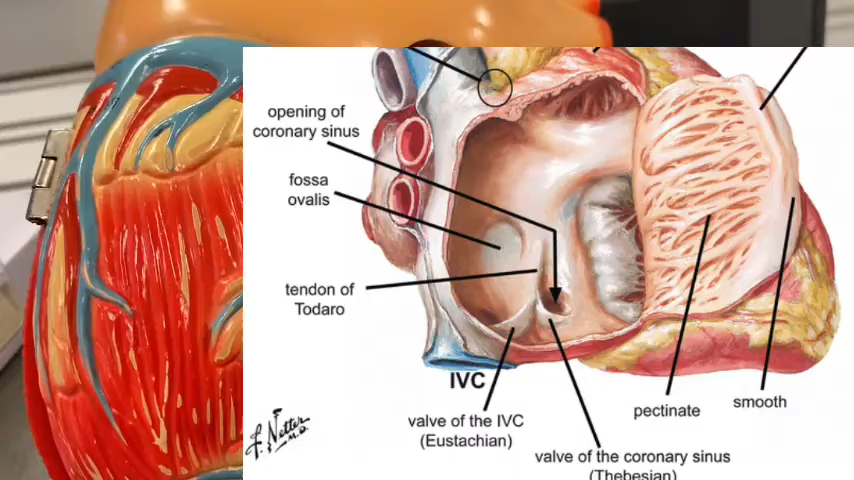 opening of
coronary sinus
fossa
ovalis
tendon of
Todaro
IVC
valve of the IVC
(Eustachian)
valve of the coronary sinus
(Thebesian)
pectinate
smooth
F. Netter
M.D.